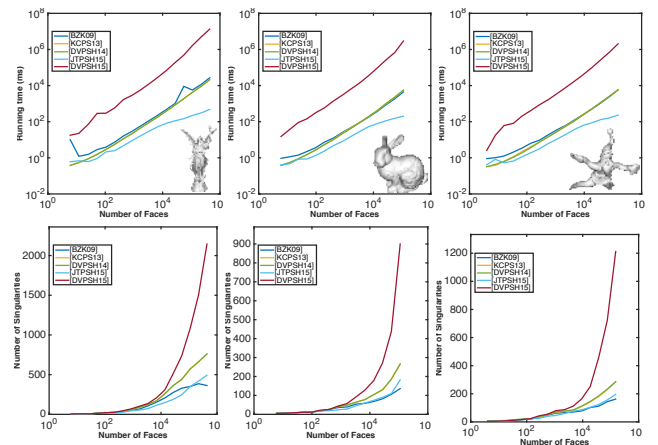 10^8
10^6
10^4
10^2
10^0
10^-2
Running time (ms)
BZK09]
KCPS13]
DVPSH14]
JTPSH15]
DVPSH15]
10^0
10^2
10^4
10
Number of Faces
10^8
10^6
10^4
10^2
10^0
10^-2
Running time (ms)
BZK09]
KCPS13]
DVPSH14]
JTPSH15]
DVPSH15]
10^0
10^2
10^4
10
Number of Faces
10^8
10^6
10^4
10^2
10^0
10^-2
Running time (ms)
BZK09]
KCPS13]
DVPSH14]
JTPSH15]
DVPSH15]
10^0
10^2
10^4
10
Number of Faces
2000
1500
1000
500
0
Number of Singularities
BZK09]
KCPS13]
DVPSH14]
JTPSH15]
DVPSH15]
10^0
10^2
10^4
10
Number of Faces
900
800
700
600
500
400
300
200
100
0
Number of Singularities
BZK09]
KCPS13]
DVPSH14]
JTPSH15]
DVPSH15]
10^0
10^2
10^4
10
Number of Faces
1200
1000
800
600
400
200
0
Number of Singularities
BZK09]
KCPS13]
DVPSH14]
JTPSH15]
DVPSH15]
10^0
10^2
10^4
10
Number of Faces